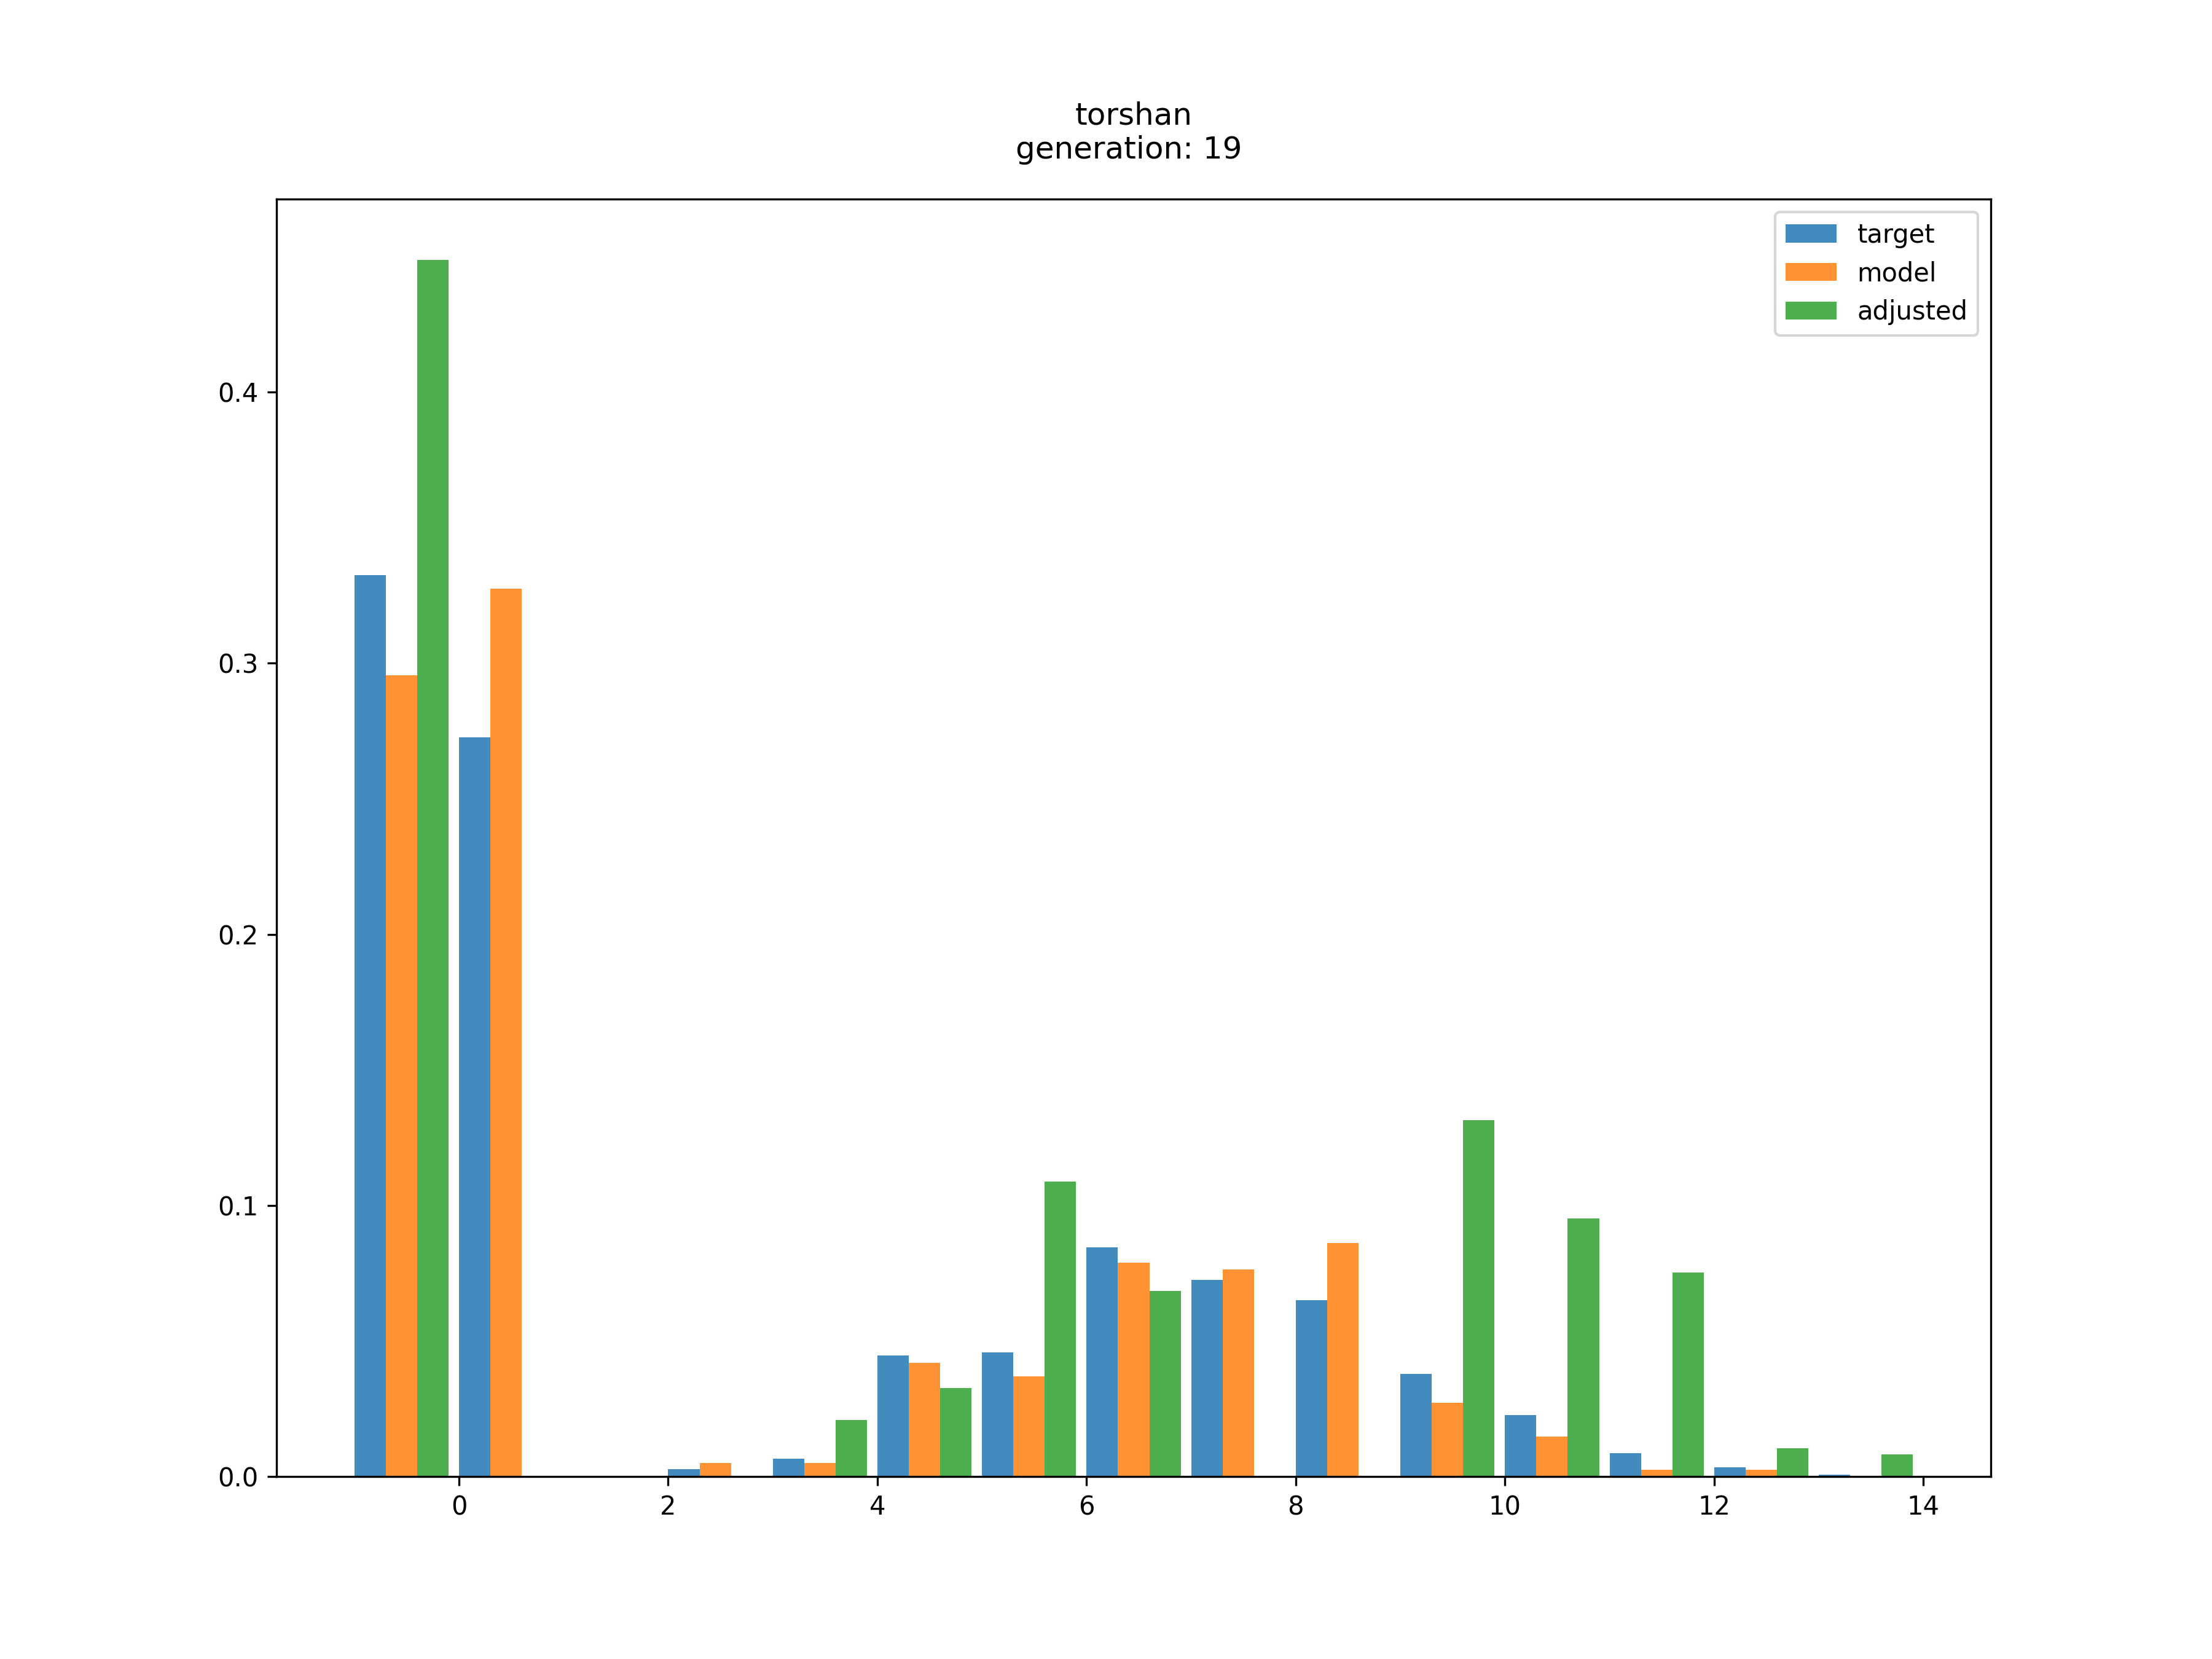 torshan
generation: 19
target
model
adjusted
0.4
0.3
0.2
0.1
0.0
0 2 4 6 8 10 12 14